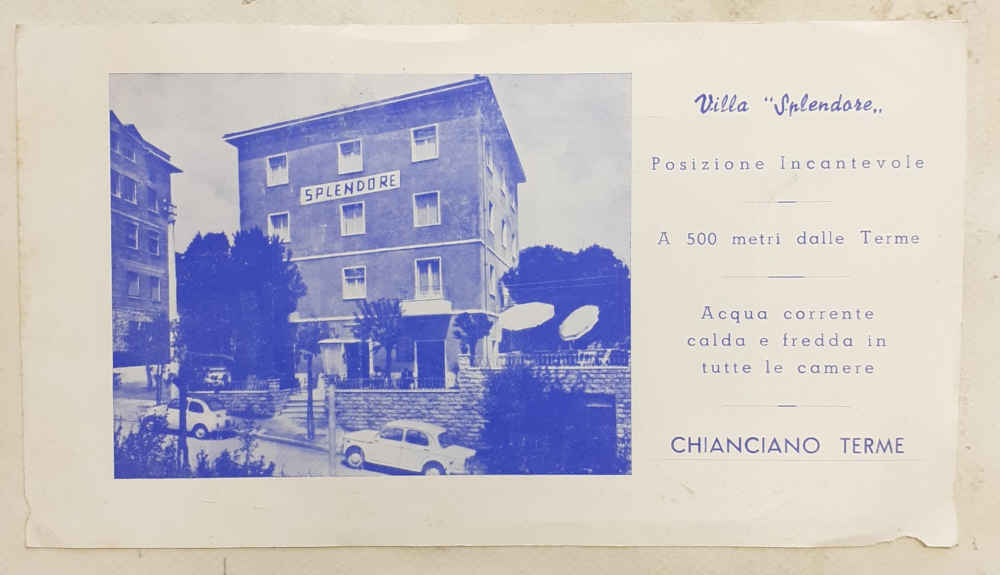 SPLENDORE
Villa "Splendore„
Posizione Incantevole
A 500 metri dalle Terme
Acqua corrente
calda e fredda in
tutte le camere
CHIANCIANO TERME